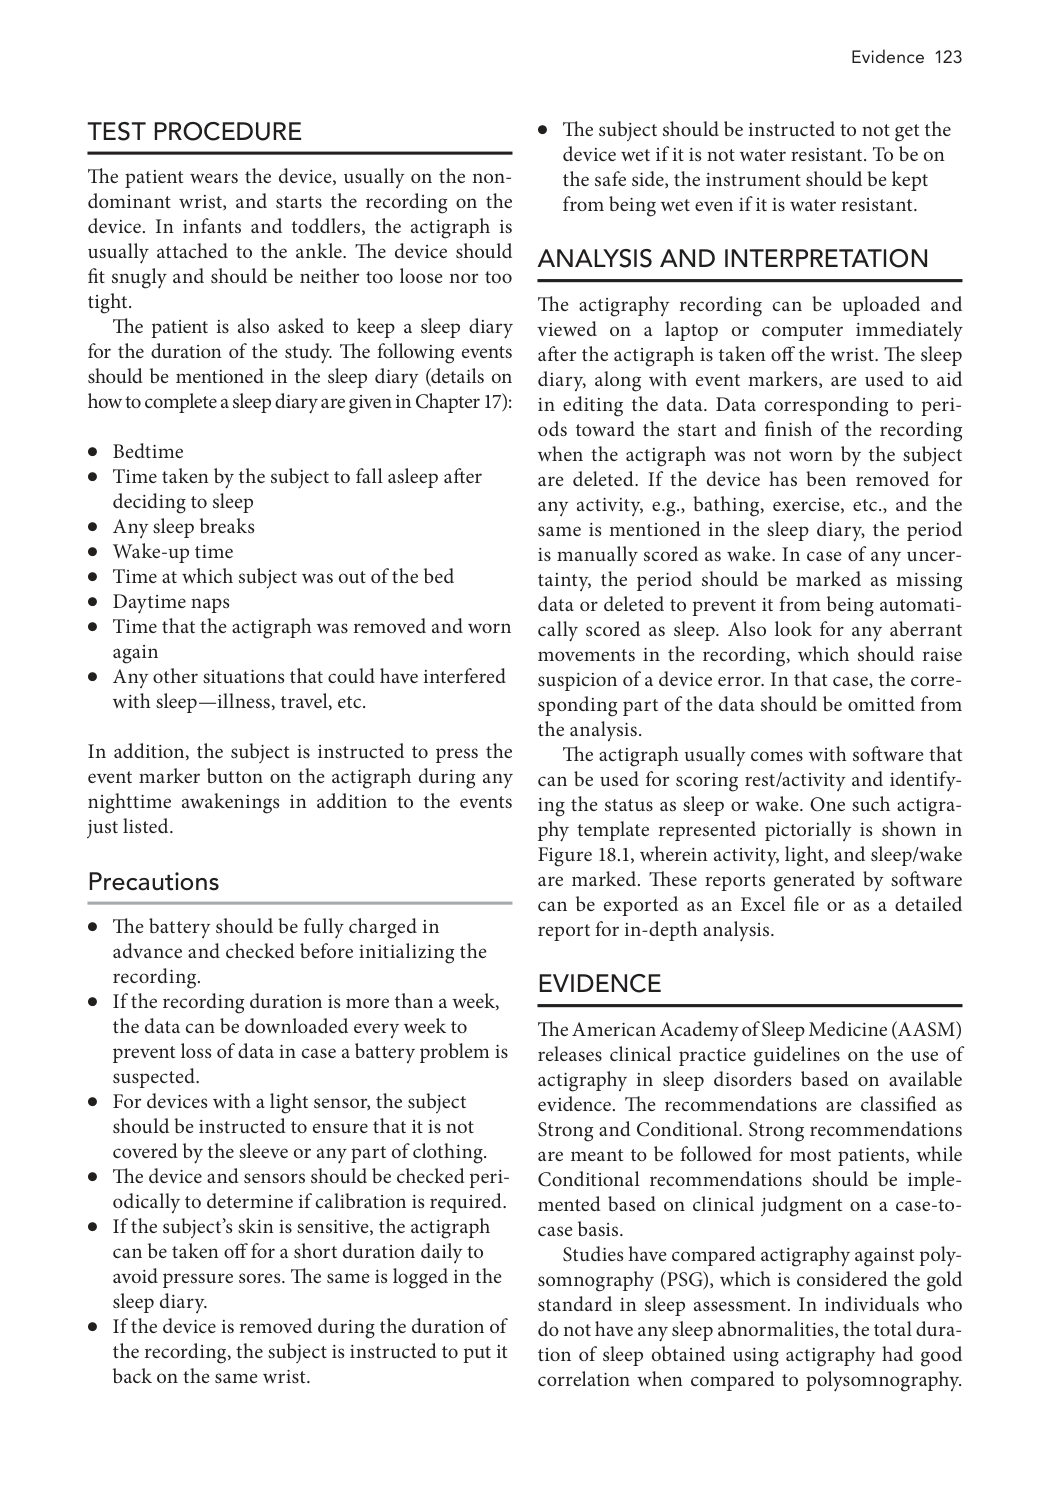 Evidence 123
TEST PROCEDURE
The patient wears the device, usually on the non-
dominant wrist, and starts the recording on the
device. In infants and toddlers, the actigraph is
usually attached to the ankle. The device should
fit snugly and should be neither too loose nor too
tight.
The patient is also asked to keep a sleep diary
for the duration of the study. The following events
should be mentioned in the sleep diary (details on
how to complete a sleep diary are given in Chapter 17):
● Bedtime
● Time taken by the subject to fall asleep after
deciding to sleep
● Any sleep breaks
● Wake-up time
● Time at which subject was out of the bed
● Daytime naps
● Time that the actigraph was removed and worn
again
● Any other situations that could have interfered
with sleep—illness, travel, etc.
In addition, the subject is instructed to press the
event marker button on the actigraph during any
nighttime awakenings in addition to the events
just listed.
Precautions
● The battery should be fully charged in
advance and checked before initializing the
recording.
● If the recording duration is more than a week,
the data can be downloaded every week to
prevent loss of data in case a battery problem is
suspected.
● For devices with a light sensor, the subject
should be instructed to ensure that it is not
covered by the sleeve or any part of clothing.
● The device and sensors should be checked peri-
odically to determine if calibration is required.
● If the subject's skin is sensitive, the actigraph
can be taken off for a short duration daily to
avoid pressure sores. The same is logged in the
sleep diary.
● If the device is removed during the duration of
the recording, the subject is instructed to put it
back on the same wrist.
● The subject should be instructed to not get the
device wet if it is not water resistant. To be on
the safe side, the instrument should be kept
from being wet even if it is water resistant.
ANALYSIS AND INTERPRETATION
The actigraphy recording can be uploaded and
viewed on a laptop or computer immediately
after the actigraph is taken off the wrist. The sleep
diary, along with event markers, are used to aid
in editing the data. Data corresponding to peri-
ods toward the start and finish of the recording
when the actigraph was not worn by the subject
are deleted. If the device has been removed for
any activity, e.g., bathing, exercise, etc., and the
same is mentioned in the sleep diary, the period
is manually scored as wake. In case of any uncer-
tainty, the period should be marked as missing
data or deleted to prevent it from being automati-
cally scored as sleep. Also look for any aberrant
movements in the recording, which should raise
suspicion of a device error. In that case, the corre-
sponding part of the data should be omitted from
the analysis.
The actigraph usually comes with software that
can be used for scoring rest/activity and identify-
ing the status as sleep or wake. One such actigra-
phy template represented pictorially is shown in
Figure 18.1, wherein activity, light, and sleep/wake
are marked. These reports generated by software
can be exported as an Excel file or as a detailed
report for in-depth analysis.
EVIDENCE
The American Academy of Sleep Medicine (AASM)
releases clinical practice guidelines on the use of
actigraphy in sleep disorders based on available
evidence. The recommendations are classified as
Strong and Conditional. Strong recommendations
are meant to be followed for most patients, while
Conditional recommendations should be imple-
mented based on clinical judgment on a case-to-
case basis.
Studies have compared actigraphy against poly-
somnography (PSG), which is considered the gold
standard in sleep assessment. In individuals who
do not have any sleep abnormalities, the total dura-
tion of sleep obtained using actigraphy had good
correlation when compared to polysomnography.